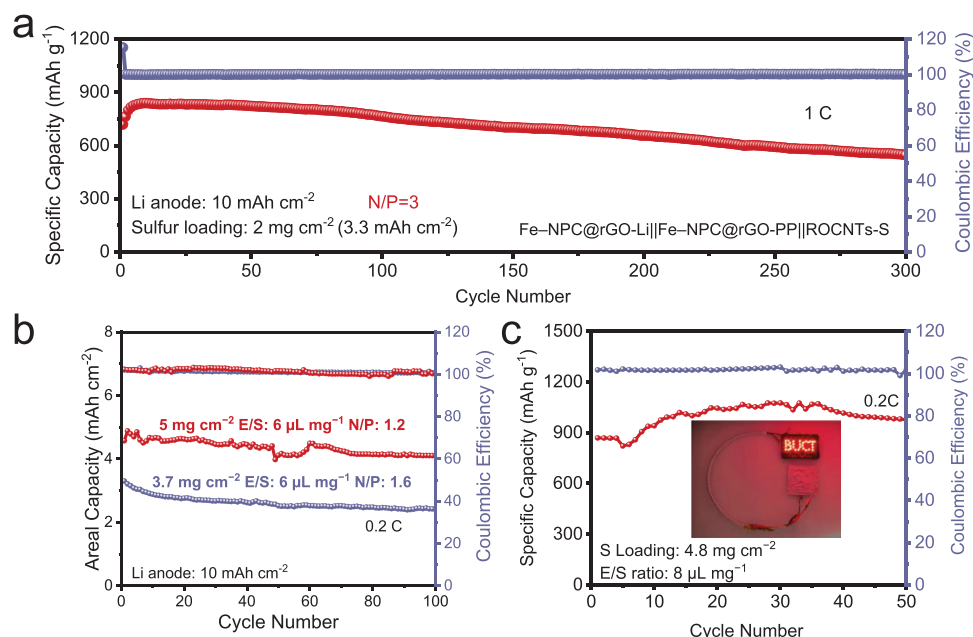 a
Specific Capacity (mAh g⁻¹)
1200
900
600
300
0
120
100
80
60
40
20
0
Coulombic Efficiency (%)
1 C
Li anode: 10 mAh cm⁻² N/P=3
Sulfur loading: 2 mg cm⁻² (3.3 mAh cm⁻²)
Fe–NPC@rGO-Li||Fe–NPC@rGO-PP||ROCNTs-S
0 50 100 150 200 250 300
Cycle Number
b
Areal Capacity (mAh cm⁻²)
8
6
4
2
0
120
100
80
60
40
20
0
Coulombic Efficiency (%)
5 mg cm⁻² E/S: 6 µL mg⁻¹ N/P: 1.2
3.7 mg cm⁻² E/S: 6 µL mg⁻¹ N/P: 1.6
0.2 C
Li anode: 10 mAh cm⁻²
0 20 40 60 80 100
Cycle Number
c
Specific Capacity (mAh g⁻¹)
1500
1200
900
600
300
0
120
100
80
60
40
20
0
Coulombic Efficiency (%)
0.2C
BUCT
S Loading: 4.8 mg cm⁻²
E/S ratio: 8 µL mg⁻¹
0 10 20 30 40 50
Cycle Number